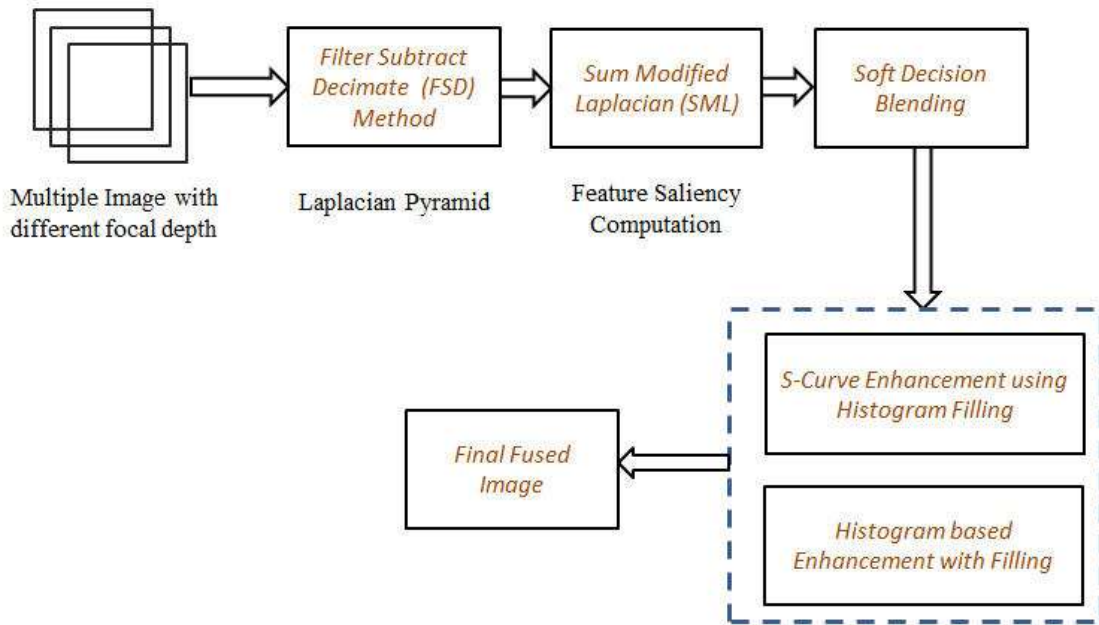 Filter Subtract
Decimate (FSD)
Method
Sum Modified
Laplacian (SML)
Soft Decision
Blending
Multiple Image with
different focal depth
Laplacian Pyramid
Feature Saliency
Computation
S-Curve Enhancement using
Histogram Filling
Final Fused
Image
Histogram based
Enhancement with Filling